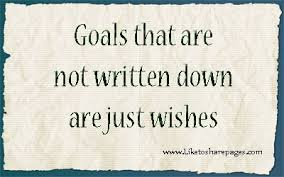 Goals that are
not written down
are just wishes
www.Liketosharepages.com